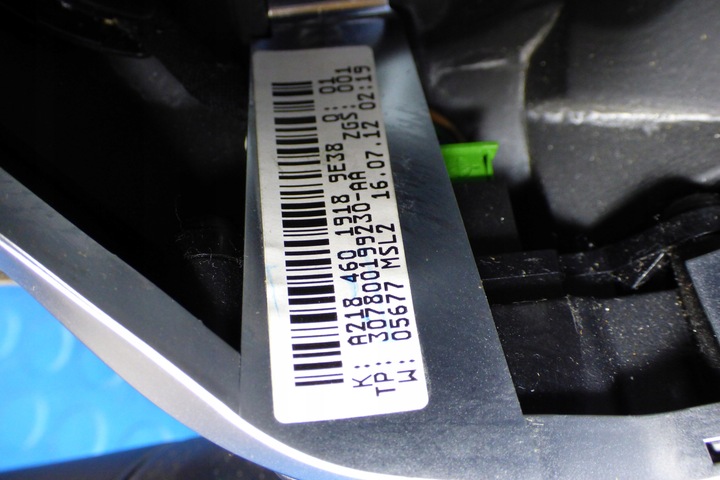 K: A218 460 1918 9E38 Q: 01
TP: 307800199230-AA ZGS: 001
W: 05677 MSL2 16.07.12 02:19